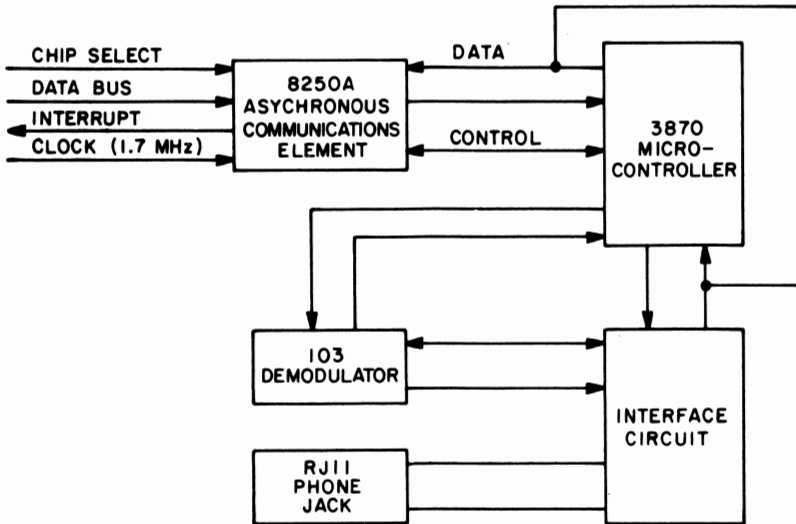 CHIP SELECT
DATA BUS
INTERRUPT
CLOCK (1.7 MHz)
8250A
ASYCHRONOUS
COMMUNICATIONS
ELEMENT
DATA
CONTROL
3870
MICRO-
CONTROLLER
103
DEMODULATOR
INTERFACE
CIRCUIT
RJ11
PHONE
JACK